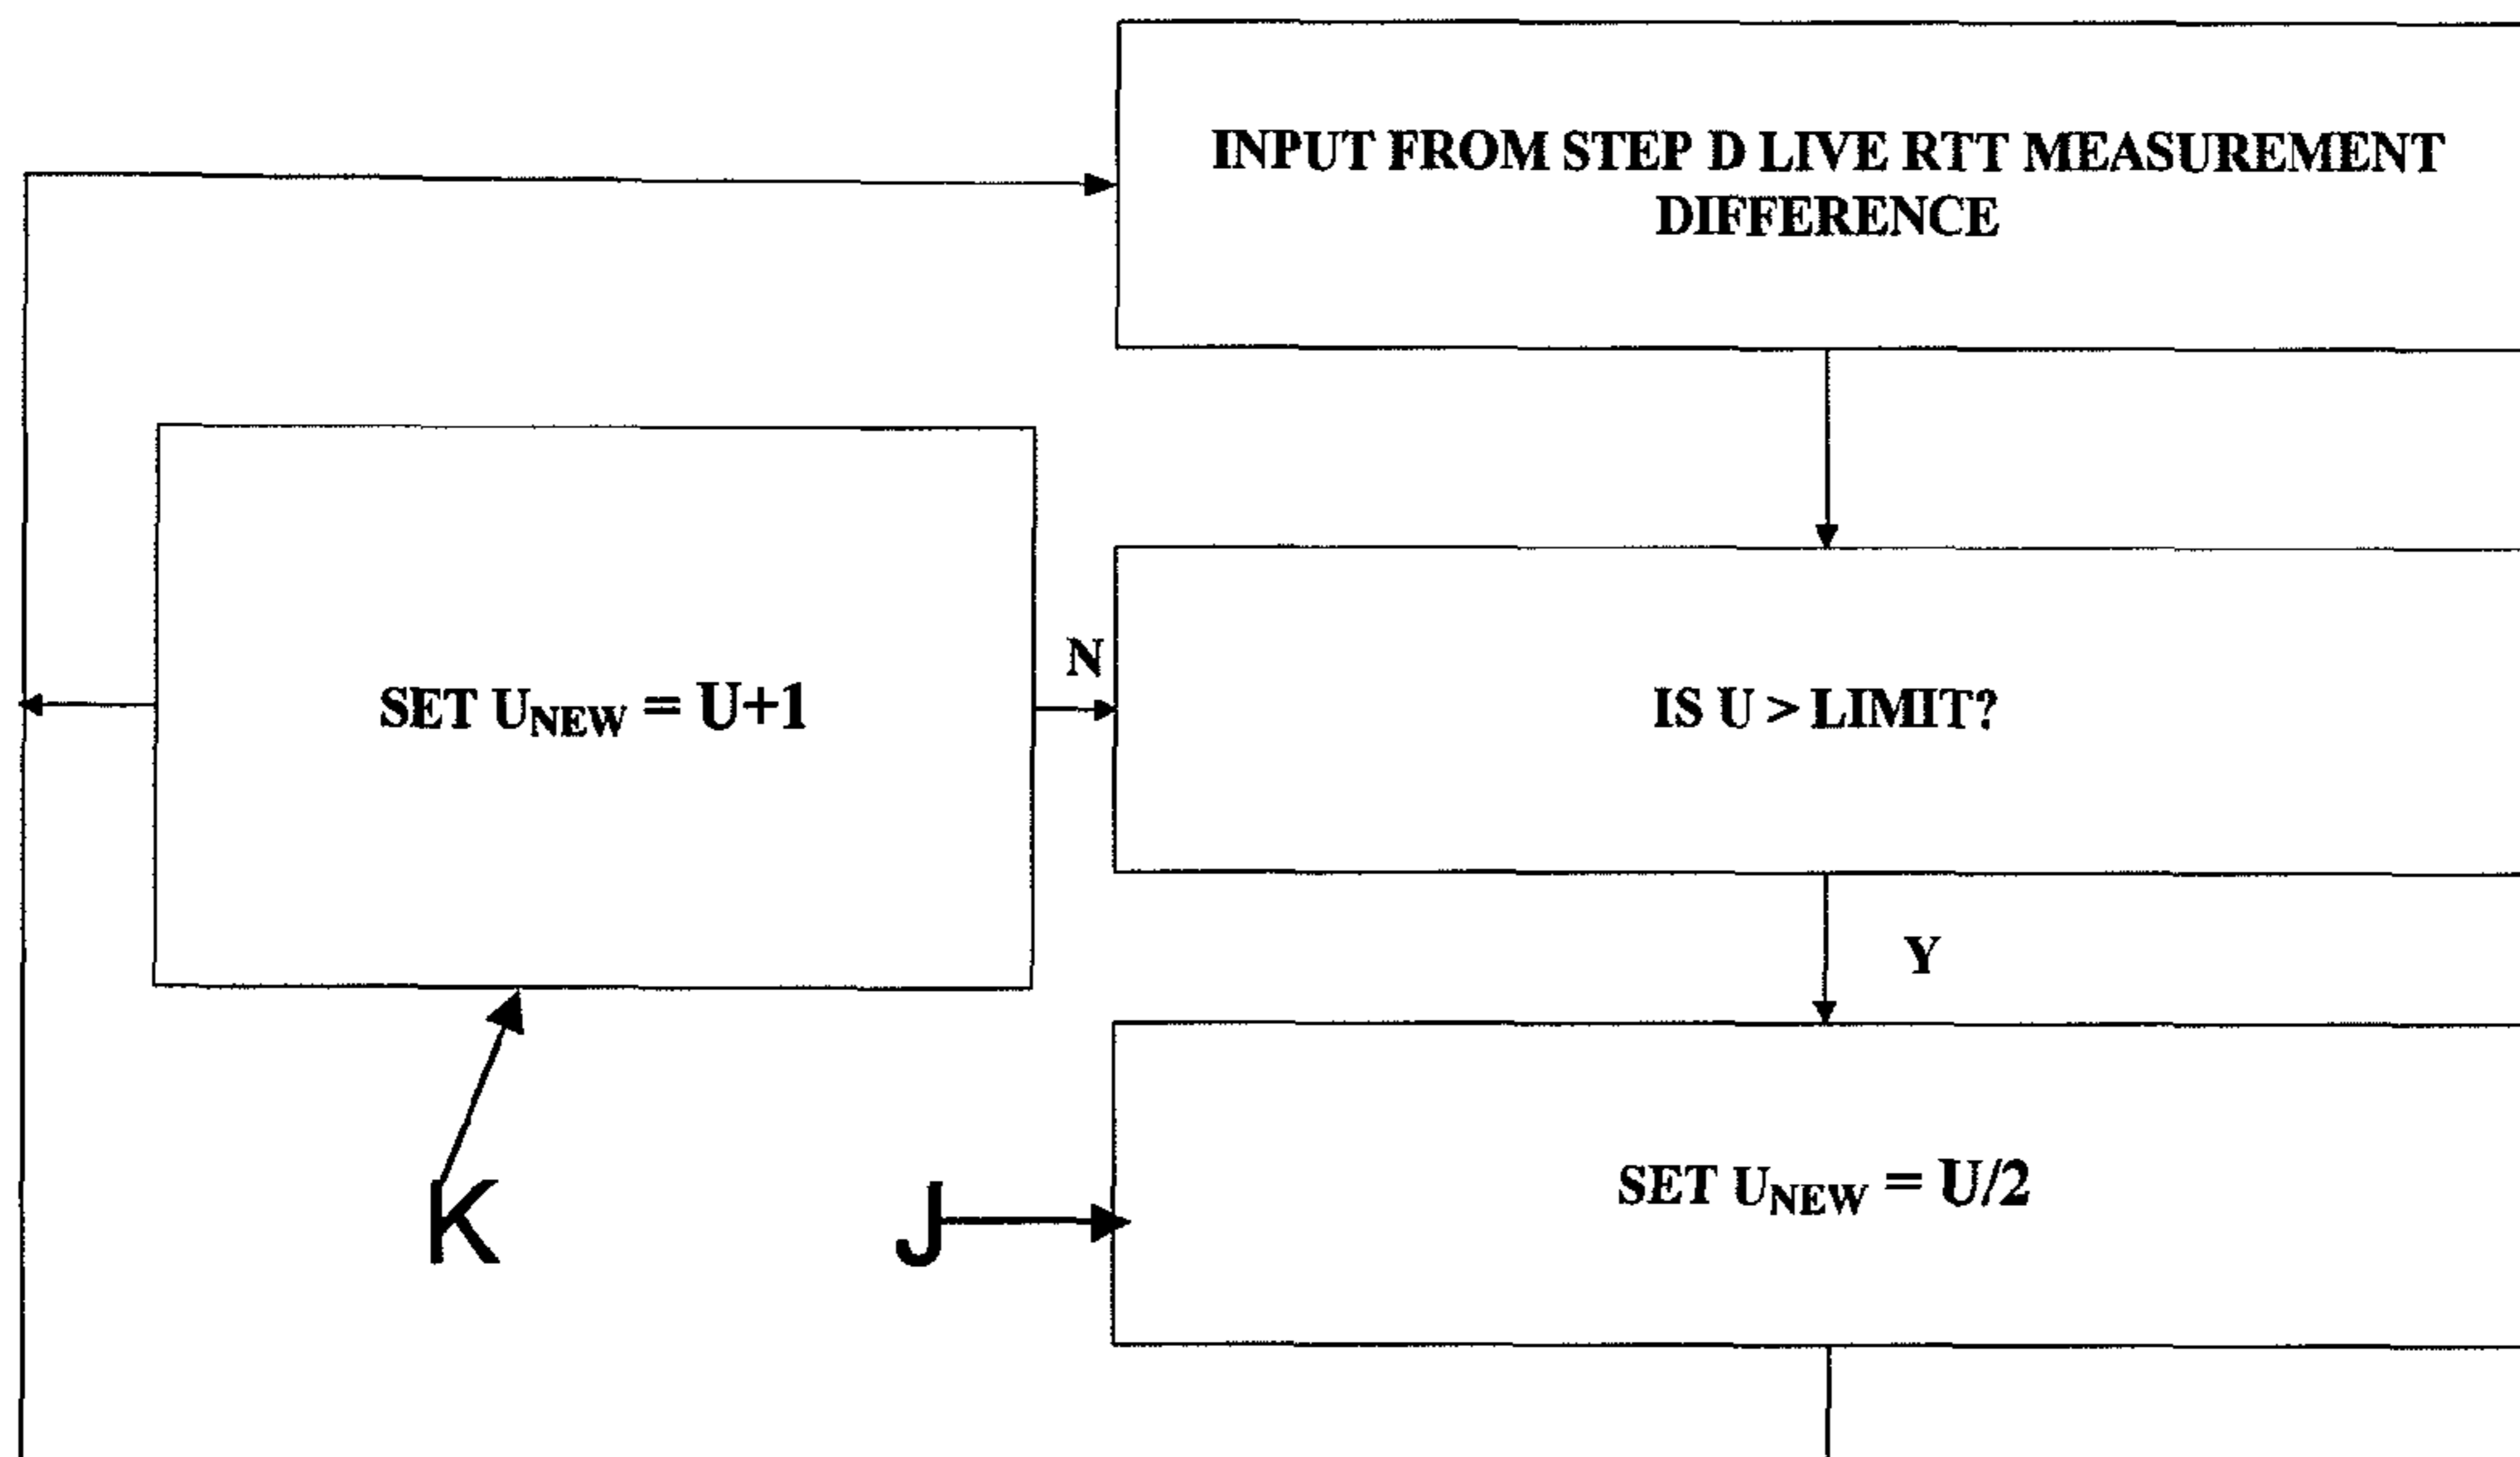 INPUT FROM STEP D LIVE RTT MEASUREMENT
DIFFERENCE
N
SET UNEW = U+1
IS U > LIMIT?
Y
SET UNEW = U/2
K
J